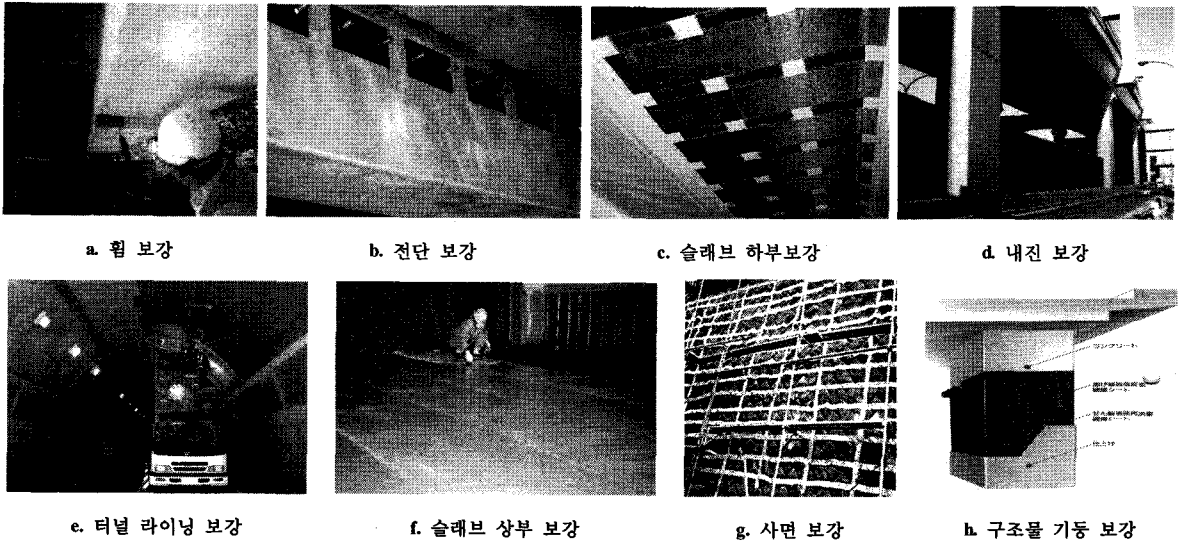 a. 휨 보강
b. 전단 보강
c. 슬래브 하부보강
d. 내진 보강
e. 터널 라이닝 보강
f. 슬래브 상부 보강
g. 사면 보강
h. 구조물 기둥 보강